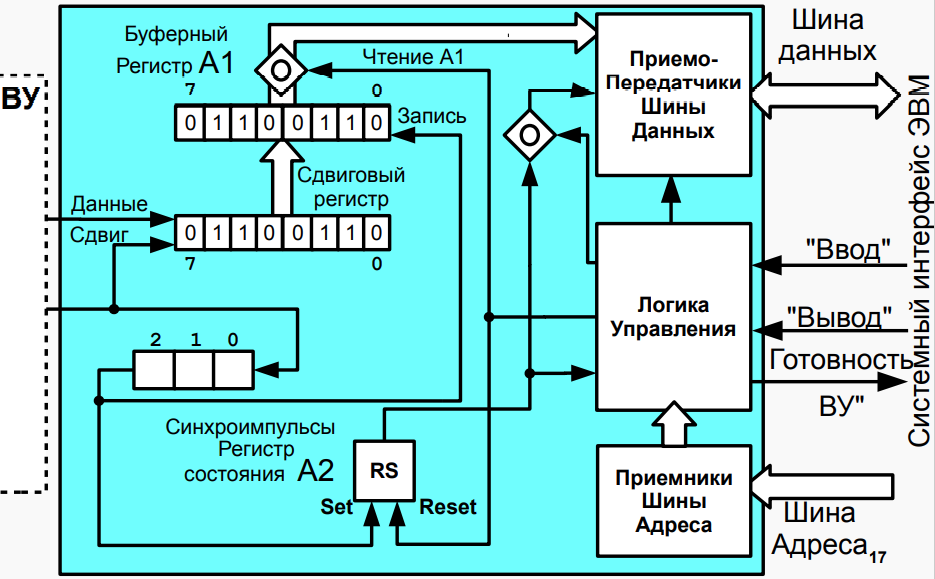 Буферный
Регистр A1
Чтение A1
7 0
0 1 1 0 0 1 1 0
Запись
ВУ
Сдвиговый
регистр
Данные
Сдвиг
0 1 1 0 0 1 1 0
7 0
2 1 0
Синхроимпульсы
Регистр
состояния A2
RS
Set
Reset
Приемо-
Передатчики
Шины
Данных
Логика
Управления
Приемники
Шины
Адреса
Шина
данных
"Ввод"
"Вывод"
Готовность
ВУ"
Шина
Адреса17
Системный интерфейс ЭВМ